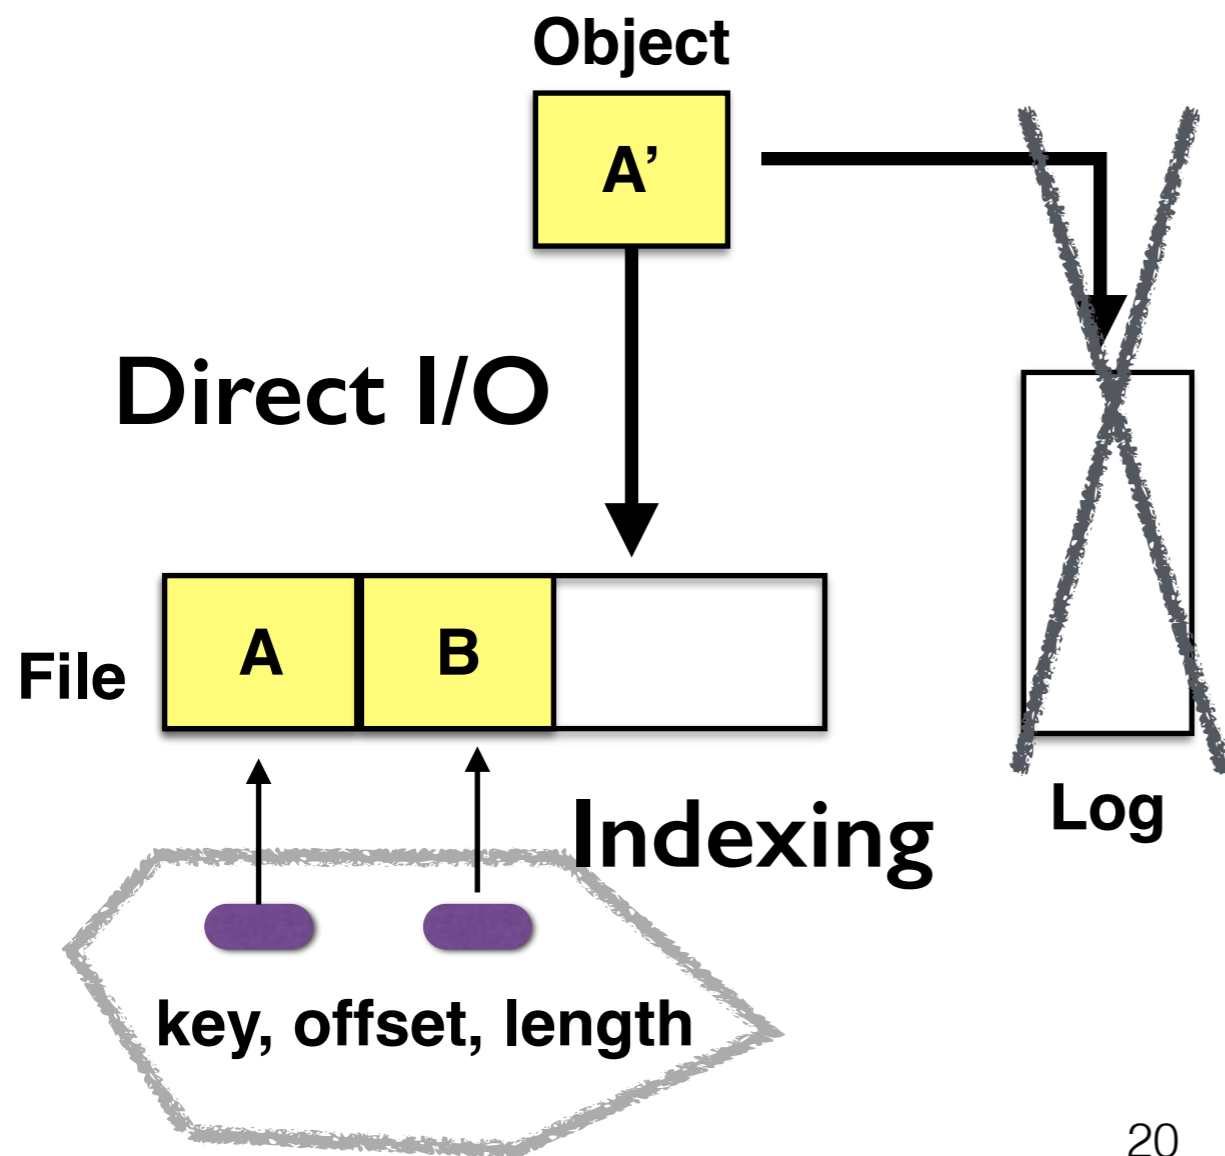 Object
A’
Direct I/O
File
A
B
Log
Indexing
key, offset, length
20